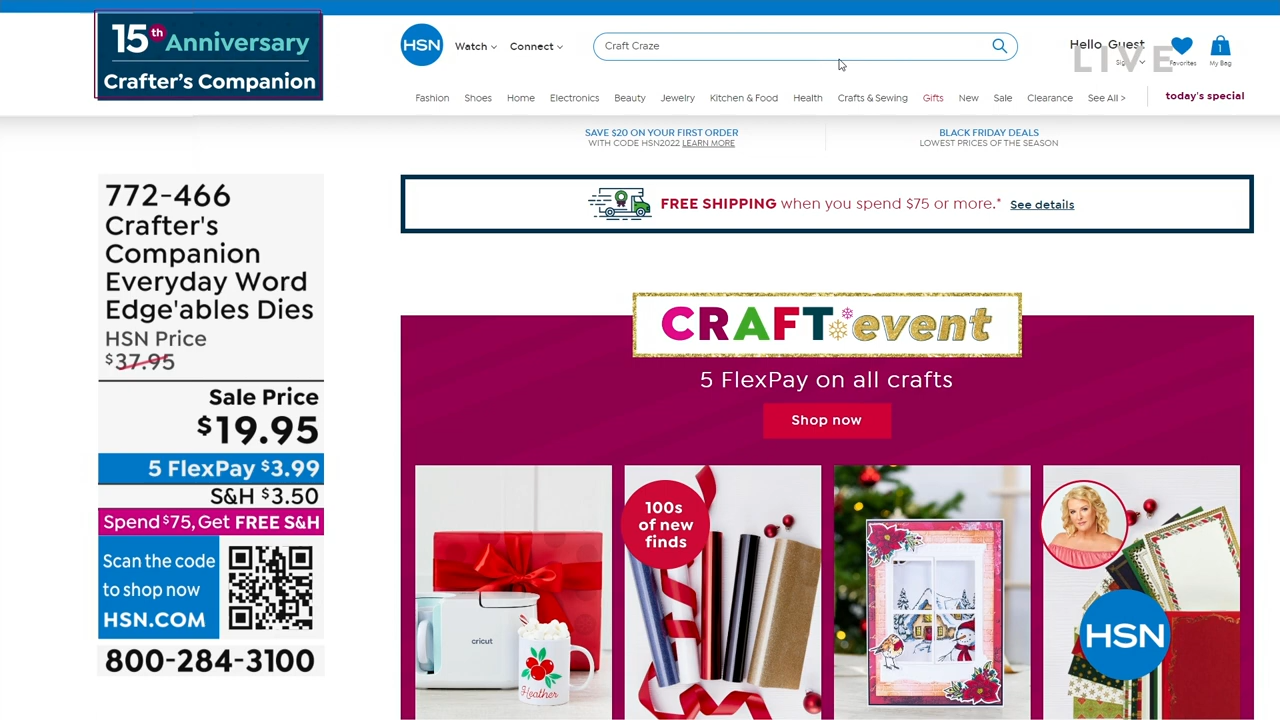 15th Anniversary
Crafter's Companion
HSN
Watch
Connect
Craft Craze
Hello, Guest
LIVE
Favorites
1
My Bag
Fashion
Shoes
Home
Electronics
Beauty
Jewelry
Kitchen & Food
Health
Crafts & Sewing
Gifts
New
Sale
Clearance
See All >
today's special
SAVE $20 ON YOUR FIRST ORDER
WITH CODE HSN2022 LEARN MORE
BLACK FRIDAY DEALS
LOWEST PRICES OF THE SEASON
772-466
Crafter's
Companion
Everyday Word
Edge'ables Dies
HSN Price
$37.95
Sale Price
$19.95
5 FlexPay $3.99
S&H $3.50
Spend $75, Get FREE S&H
Scan the code
to shop now
HSN.COM
800-284-3100
FREE SHIPPING when you spend $75 or more.* See details
CRAFT event
5 FlexPay on all crafts
Shop now
cricut
Heather
100s
of new
finds
HSN